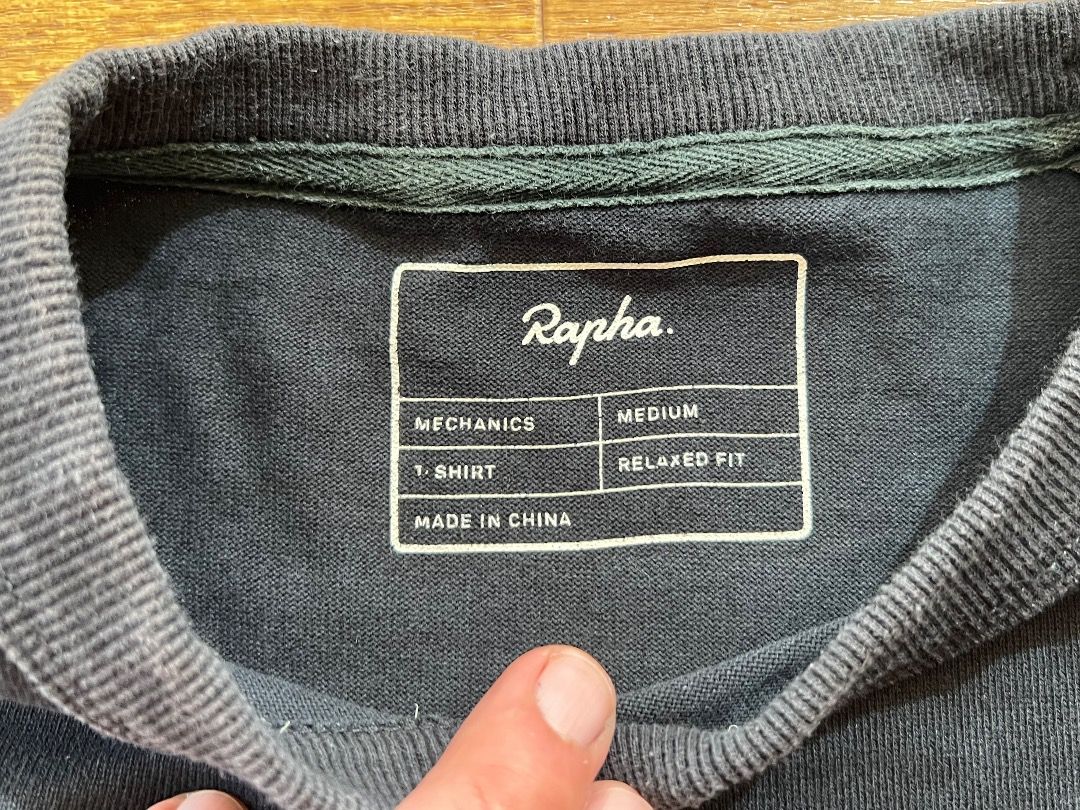 Rapha.
MECHANICS
MEDIUM
T-SHIRT
RELAXED FIT
MADE IN CHINA